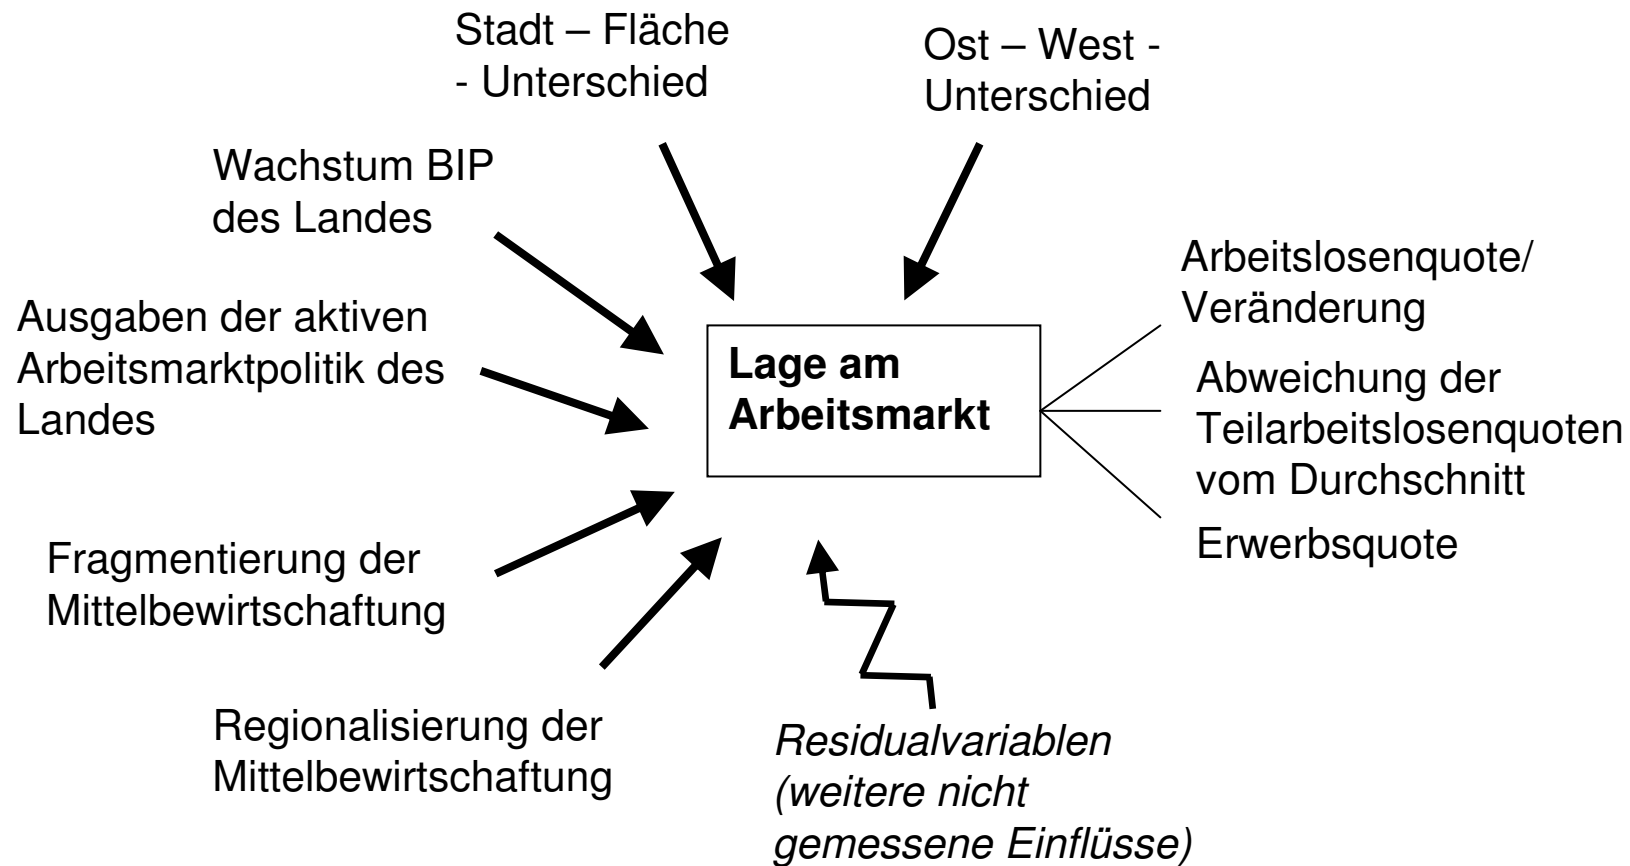 Stadt – Fläche
- Unterschied
Ost – West -
Unterschied
Wachstum BIP
des Landes
Ausgaben der aktiven
Arbeitsmarktpolitik des
Landes
Lage am
Arbeitsmarkt
Arbeitslosenquote/
Veränderung
Abweichung der
Teilarbeitslosenquoten
vom Durchschnitt
Erwerbsquote
Fragmentierung der
Mittelbewirtschaftung
Regionalisierung der
Mittelbewirtschaftung
Residualvariablen
(weitere nicht
gemessene Einflüsse)